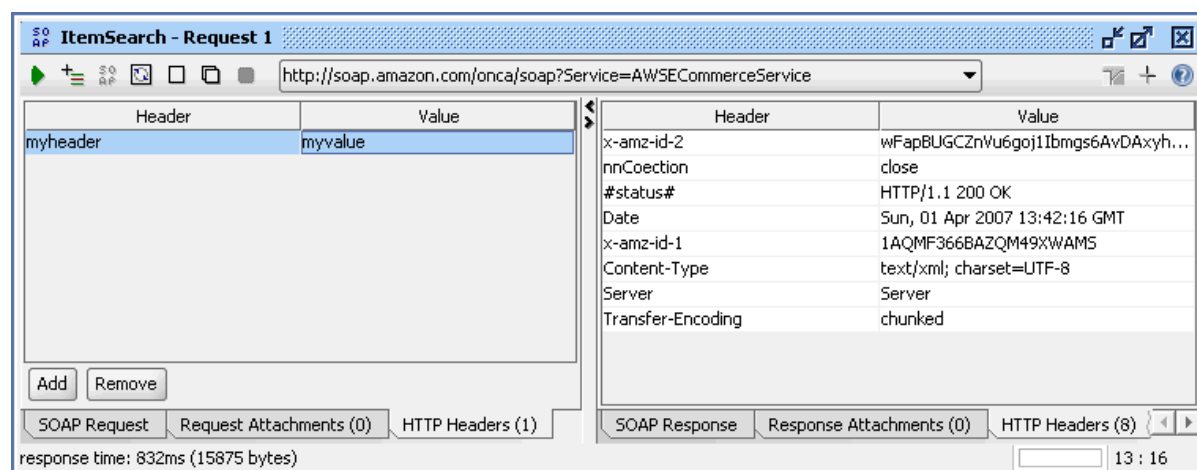 SOAP ItemSearch - Request 1
SOAP http://soap.amazon.com/onca/soap?Service=AWSECommerceService
Header Value
myheader myvalue
Add Remove
SOAP Request Request Attachments (0) HTTP Headers (1)
Header Value
x-amz-id-2 wFapBUGCZnVu6goj1Ibmgs6AvDAxyh...
nnCoection close
#status# HTTP/1.1 200 OK
Date Sun, 01 Apr 2007 13:42:16 GMT
x-amz-id-1 1AQMF366BAZQM49XWAMS
Content-Type text/xml; charset=UTF-8
Server Server
Transfer-Encoding chunked
SOAP Response Response Attachments (0) HTTP Headers (8)
response time: 832ms (15875 bytes) 13 : 16